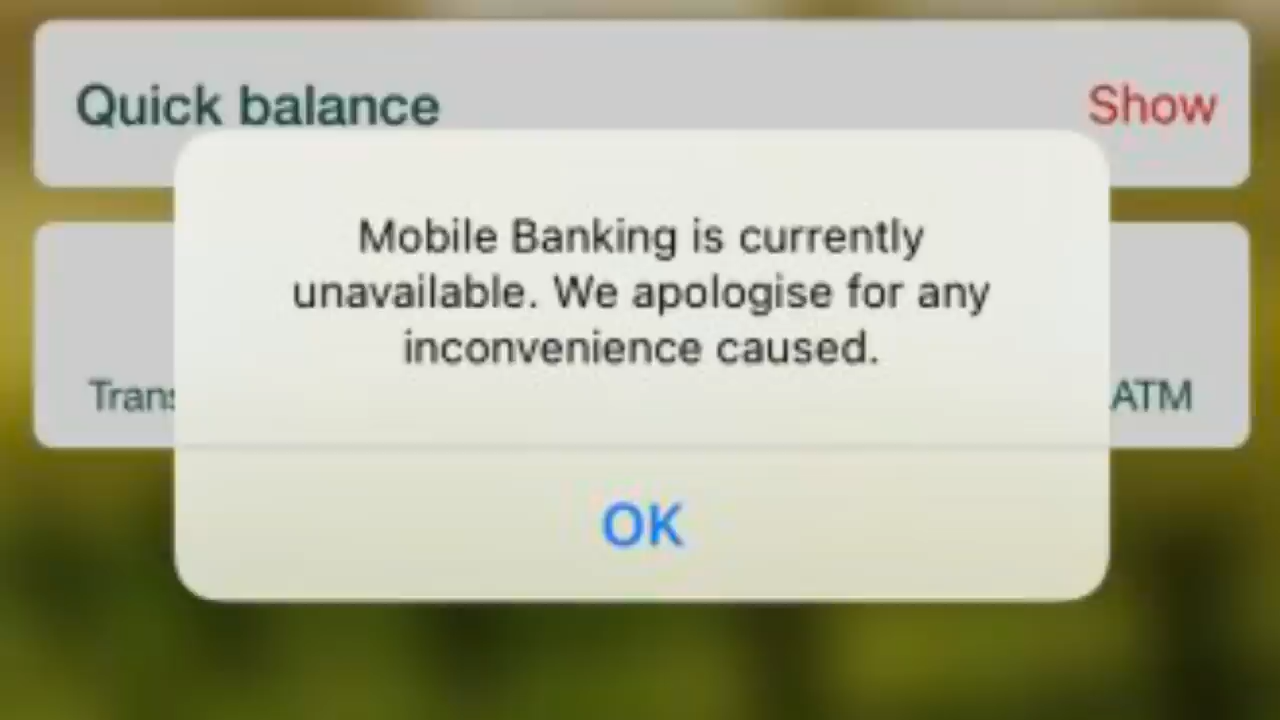 Quick balance
Show
Mobile Banking is currently
unavailable. We apologise for any
inconvenience caused.
ATM
OK